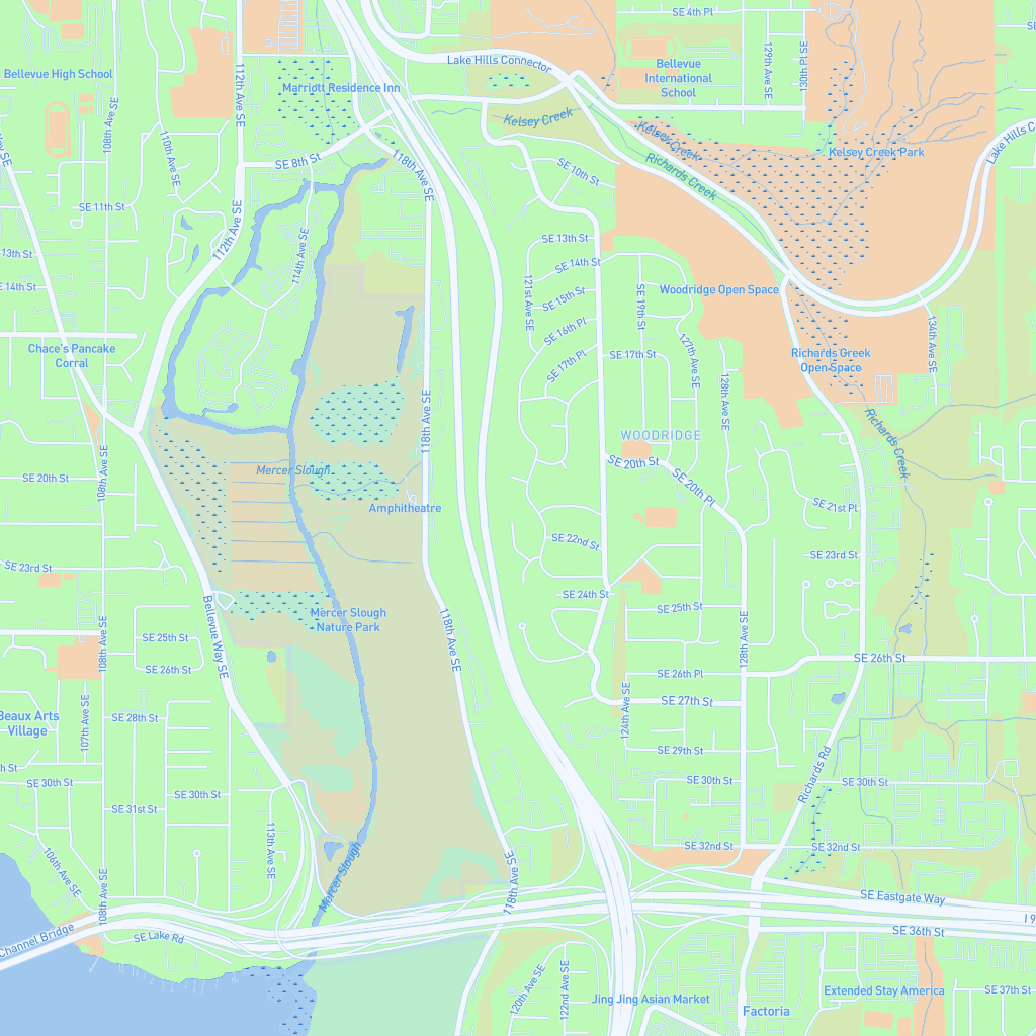 SE 4th Pl
Bellevue High School
112th Ave SE
Lake Hills Connector
Marriott Residence Inn
Bellevue
International
School
129th Ave SE
130th Pl SE
108th Ave SE
110th Ave SE
SE 8th St
118th Ave SE
Kelsey Creek
Kelsey Creek
Kelsey Creek Park
Richards Creek
SE 10th St
SE 11th St
112th Ave SE
114th Ave SE
13th St
SE 13th St
SE 14th St
14th St
121st Ave SE
SE 15th St
SE 19th St
Woodridge Open Space
SE 16th Pl
127th Ave SE
134th Ave SE
Chace's Pancake
Corral
SE 17th St
SE 17th Pl
Richards Creek
Open Space
128th Ave SE
118th Ave SE
WOODRIDGE
Richards Creek
SE 20th St
108th Ave SE
Mercer Slough
SE 20th St
SE 20th Pl
Amphitheatre
SE 21st Pl
SE 22nd St
SE 23rd St
SE 23rd St
SE 24th St
Bellevue Way SE
Mercer Slough
Nature Park
118th Ave SE
SE 25th St
SE 25th St
108th Ave SE
128th Ave SE
SE 26th St
SE 26th St
SE 26th Pl
Beaux Arts
Village
107th Ave SE
SE 28th St
124th Ave SE
SE 27th St
SE 29th St
Richards Rd
SE 30th St
SE 30th St
SE 30th St
SE 30th St
SE 31st St
113th Ave SE
SE 32nd St
SE 32nd St
106th Ave SE
108th Ave SE
Mercer Slough
118th Ave SE
SE Eastgate Way
I 9
SE 36th St
Channel Bridge
SE Lake Rd
120th Ave SE
122nd Ave SE
Jing Jing Asian Market
Extended Stay America
SE 37th St
Factoria